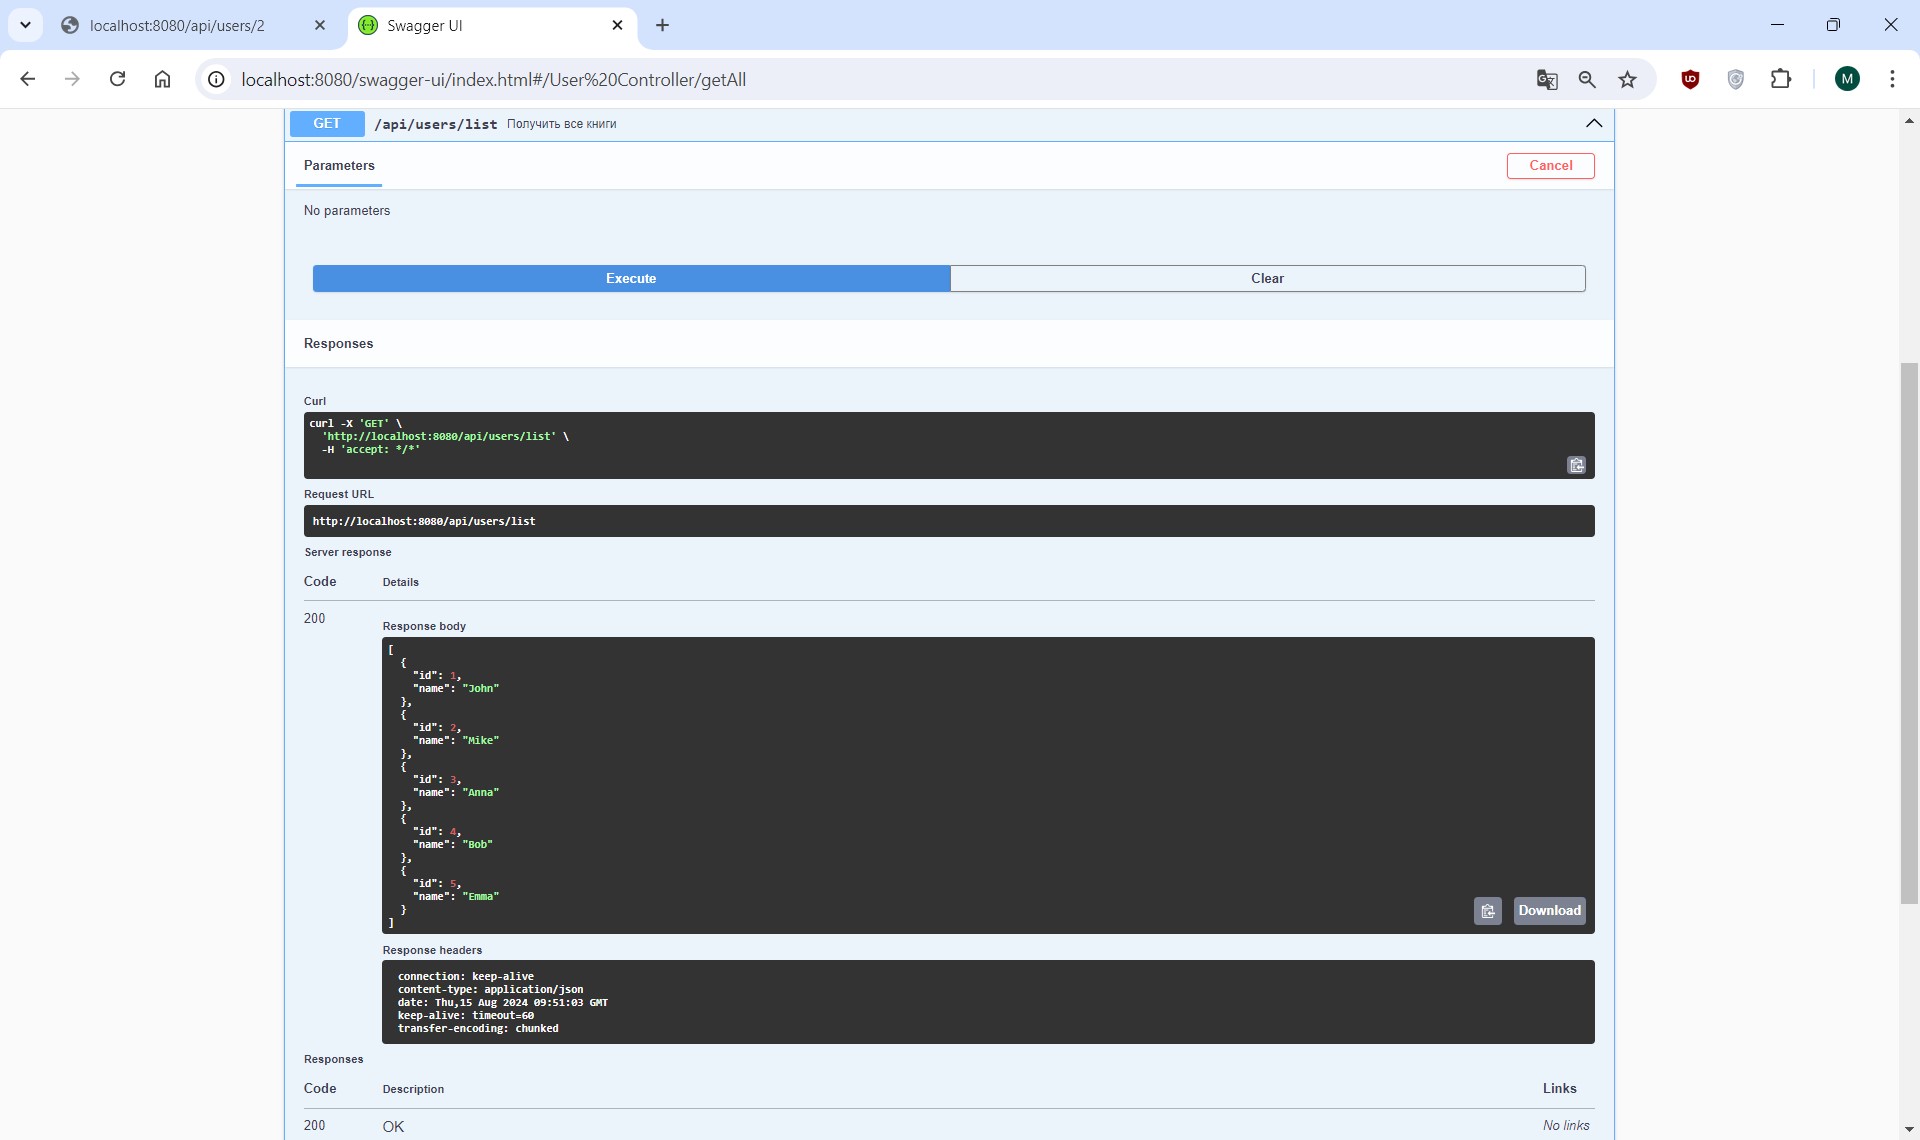 localhost:8080/api/users/2
Swagger UI
localhost:8080/swagger-ui/index.html#/User%20Controller/getAll
M
GET /api/users/list Получить все книги
Parameters
Cancel
No parameters
Execute
Clear
Responses
Curl
curl -X 'GET' \
'http://localhost:8080/api/users/list' \
-H 'accept: */*'
Request URL
http://localhost:8080/api/users/list
Server response
Code Details
200
Response body
[
{
"id": 1,
"name": "John"
},
{
"id": 2,
"name": "Mike"
},
{
"id": 3,
"name": "Anna"
},
{
"id": 4,
"name": "Bob"
},
{
"id": 5,
"name": "Emma"
}
]
Download
Response headers
connection: keep-alive
content-type: application/json
date: Thu,15 Aug 2024 09:51:03 GMT
keep-alive: timeout=60
transfer-encoding: chunked
Responses
Code Description Links
200 OK No links